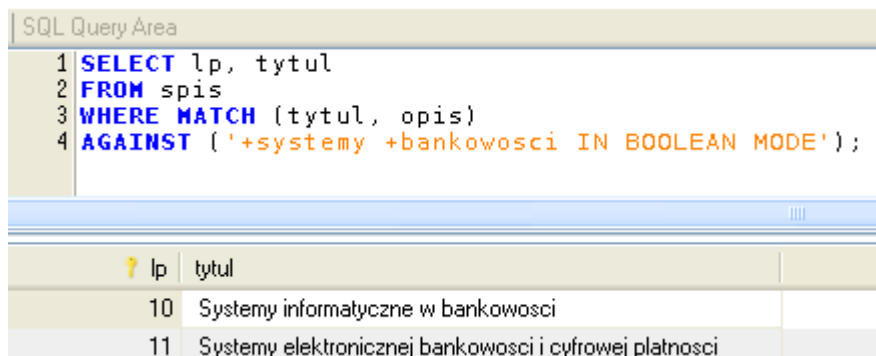 SQL Query Area
1 SELECT lp, tytul
2 FROM spis
3 WHERE MATCH (tytul, opis)
4 AGAINST ('+systemy +bankowosci IN BOOLEAN MODE');
lp tytul
10 Systemy informatyczne w bankowosci
11 Systemy elektronicznej bankowosci i cyfrowej platnosci